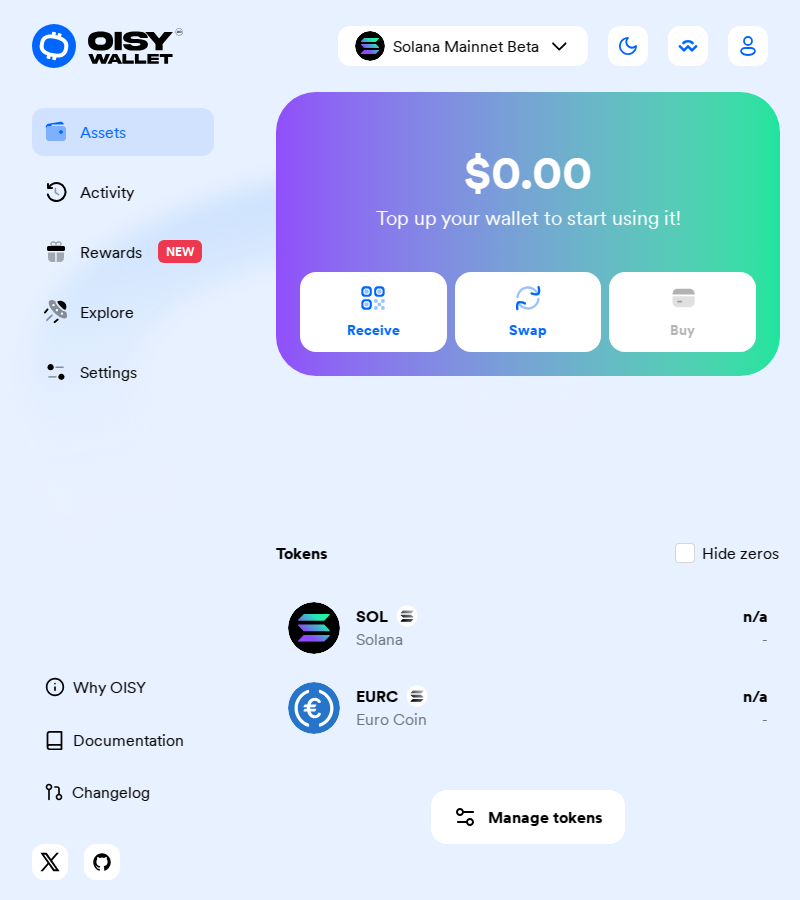 OISY
WALLET
Solana Mainnet Beta
Assets
Activity
Rewards NEW
Explore
Settings
$0.00
Top up your wallet to start using it!
Receive
Swap
Buy
Tokens
Hide zeros
SOL
n/a
Solana
-
EURC
n/a
Euro Coin
-
Manage tokens
Why OISY
Documentation
Changelog